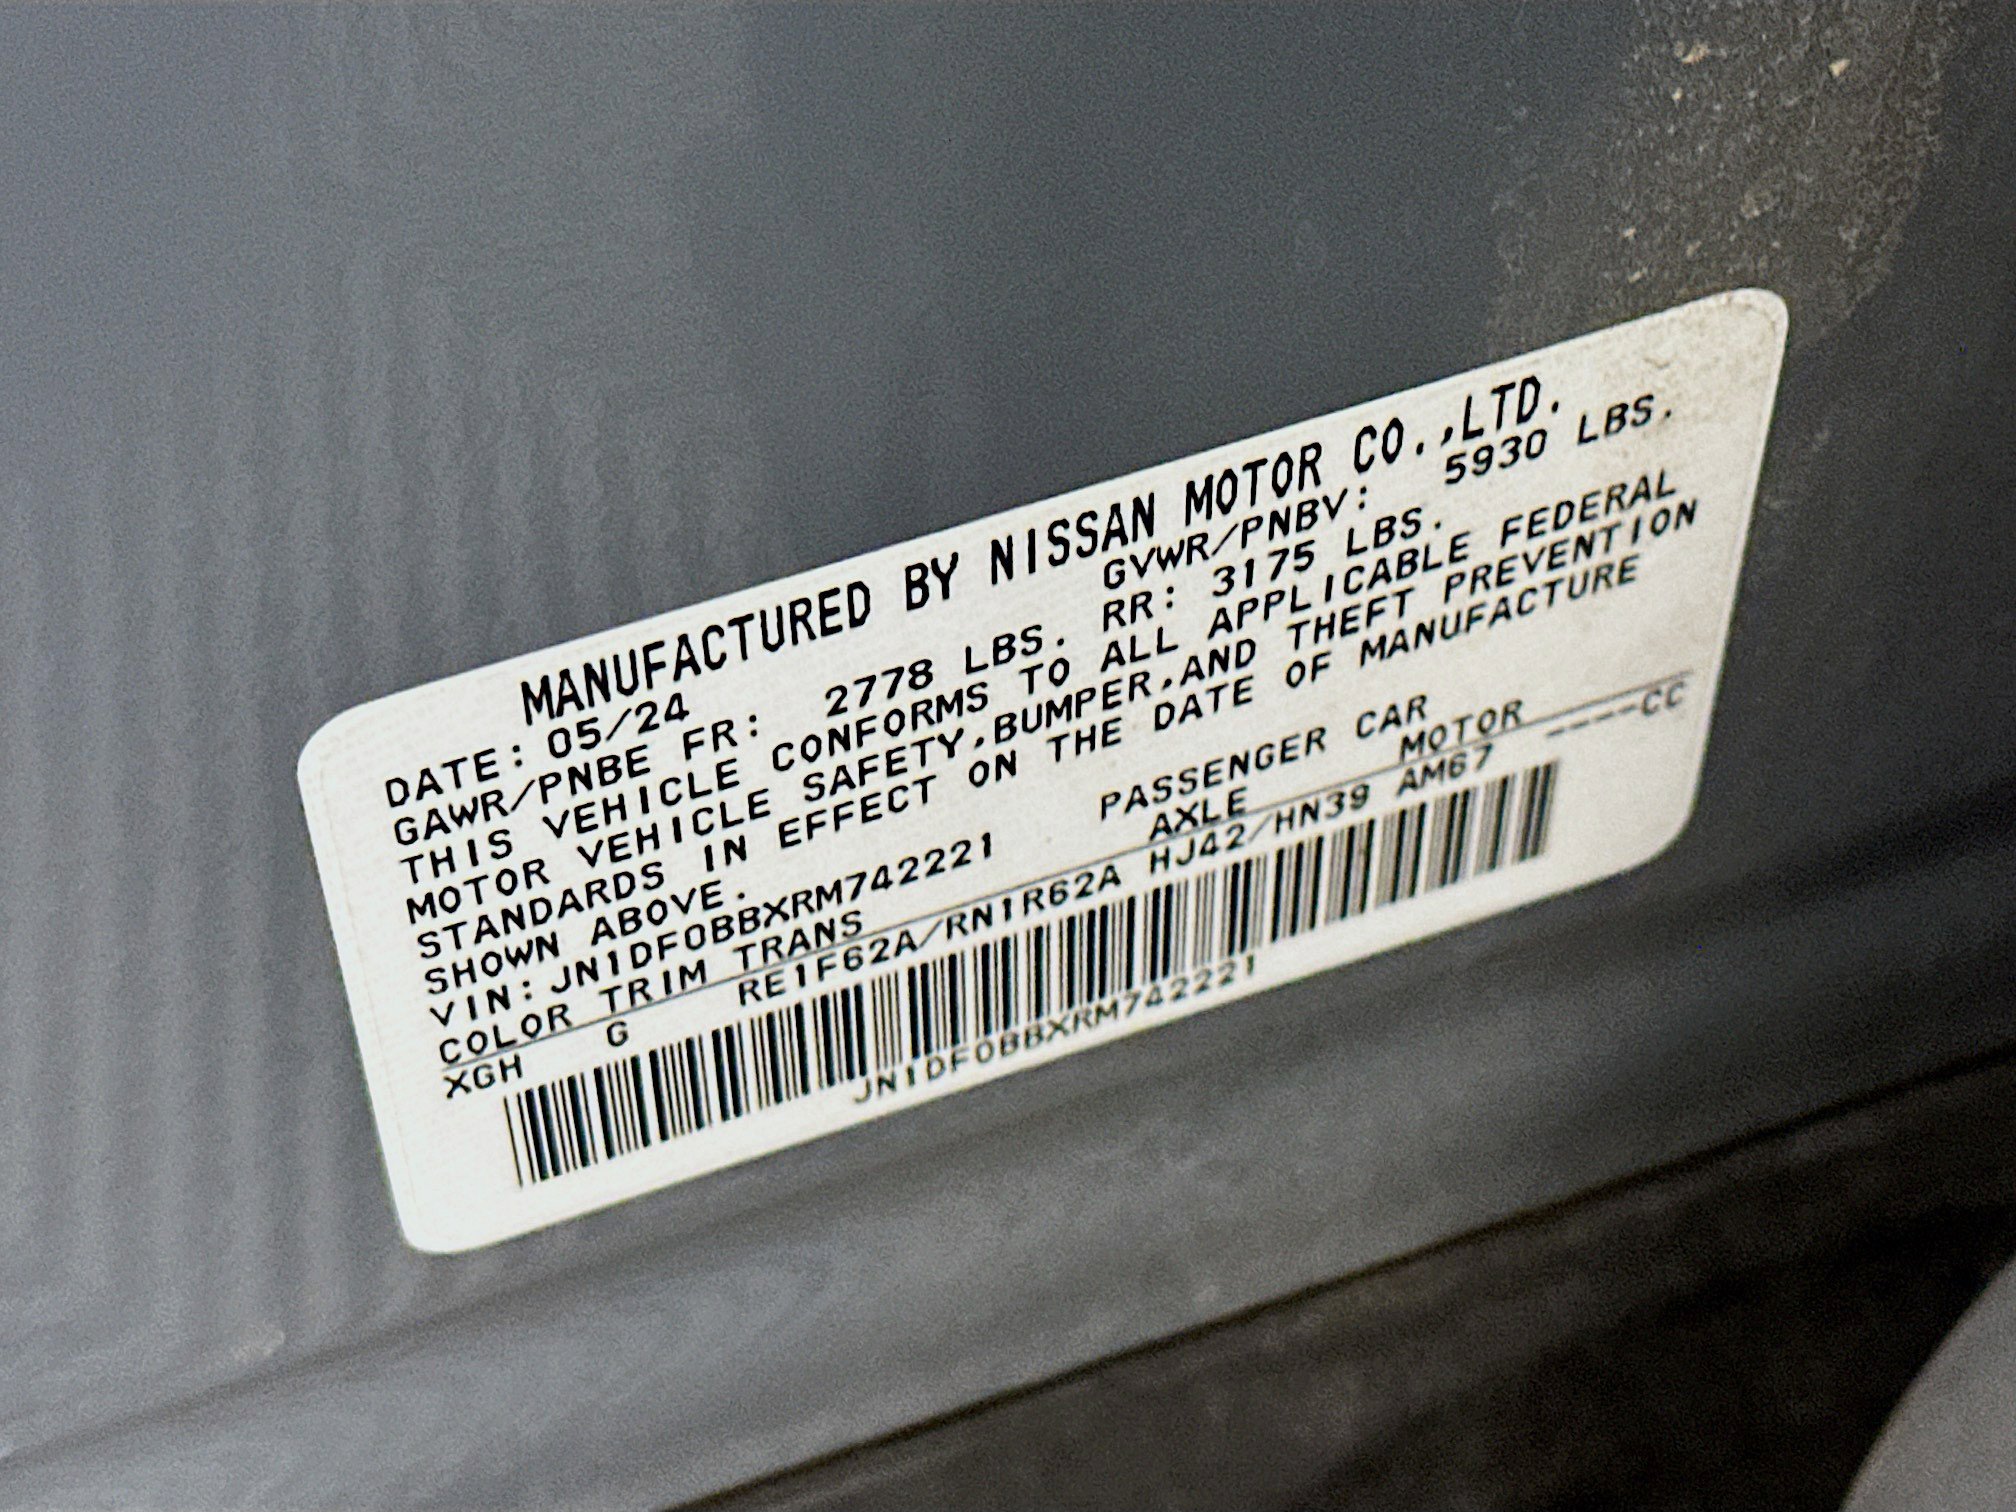 MANUFACTURED BY NISSAN MOTOR CO.,LTD.
DATE: 05/24 GVWR/PNBV: 5930 LBS.
GAWR/PNBE FR: 2778 LBS. RR: 3175 LBS.
THIS VEHICLE CONFORMS TO ALL APPLICABLE FEDERAL
MOTOR VEHICLE SAFETY,BUMPER,AND THEFT PREVENTION
STANDARDS IN EFFECT ON THE DATE OF MANUFACTURE
SHOWN ABOVE.
VIN: JN1DF0BBXRM742221 PASSENGER CAR
COLOR TRIM TRANS AXLE MOTOR
XGH G RE1F62A/RN1R62A HJ42/HN39 AM67 ----CC
JN1DF0BBXRM742221